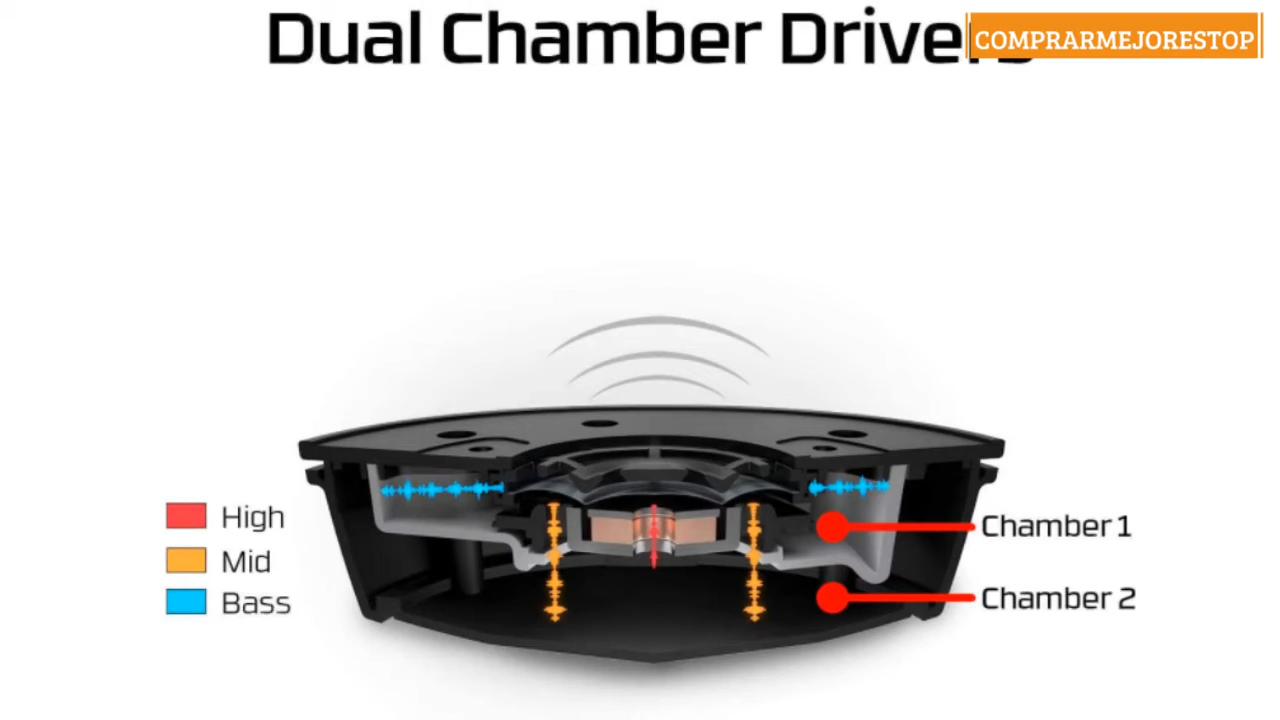 Dual Chamber Drivers
COMPRARMEJORESTOP
High
Mid
Bass
Chamber 1
Chamber 2